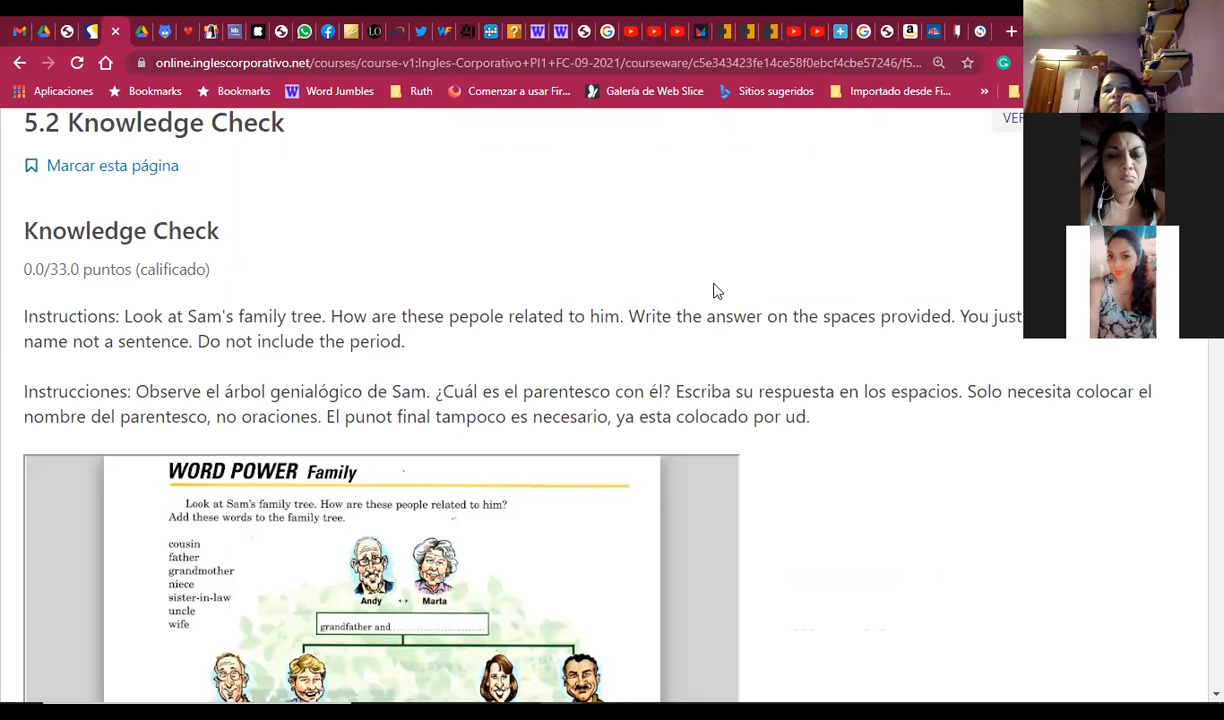 online.inglescorporativo.net/courses/course-v1:Ingles-Corporativo+PI1+FC-09-2021/courseware/c5e343423fe14ce58f0ebcf4cbe57246/f5...
Aplicaciones Bookmarks Bookmarks Word Jumbles Ruth Comenzar a usar Fir... Galería de Web Slice Sitios sugeridos Importado desde Fi... »
5.2 Knowledge Check
VER
Marcar esta página
Knowledge Check
0.0/33.0 puntos (calificado)
Instructions: Look at Sam's family tree. How are these pepole related to him. Write the answer on the spaces provided. You just
name not a sentence. Do not include the period.
Instrucciones: Observe el árbol genialógico de Sam. ¿Cuál es el parentesco con él? Escriba su respuesta en los espacios. Solo necesita colocar el
nombre del parentesco, no oraciones. El punot final tampoco es necesario, ya esta colocado por ud.
WORD POWER Family
Look at Sam's family tree. How are these people related to him?
Add these words to the family tree.
cousin
father
grandmother
niece
sister-in-law
uncle
wife
Andy ↔ Marta
grandfather and ........................